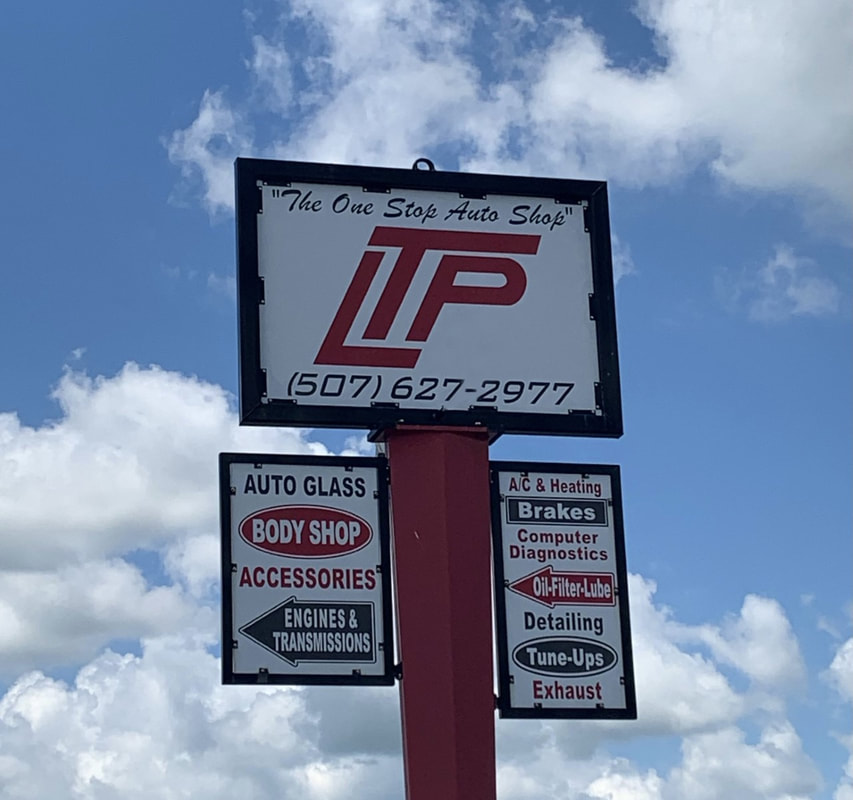 "The One Stop Auto Shop"
LTP
(507) 627-2977
AUTO GLASS
BODY SHOP
ACCESSORIES
ENGINES &
TRANSMISSIONS
A/C & Heating
Brakes
Computer
Diagnostics
Oil-Filter-Lube
Detailing
Tune-Ups
Exhaust